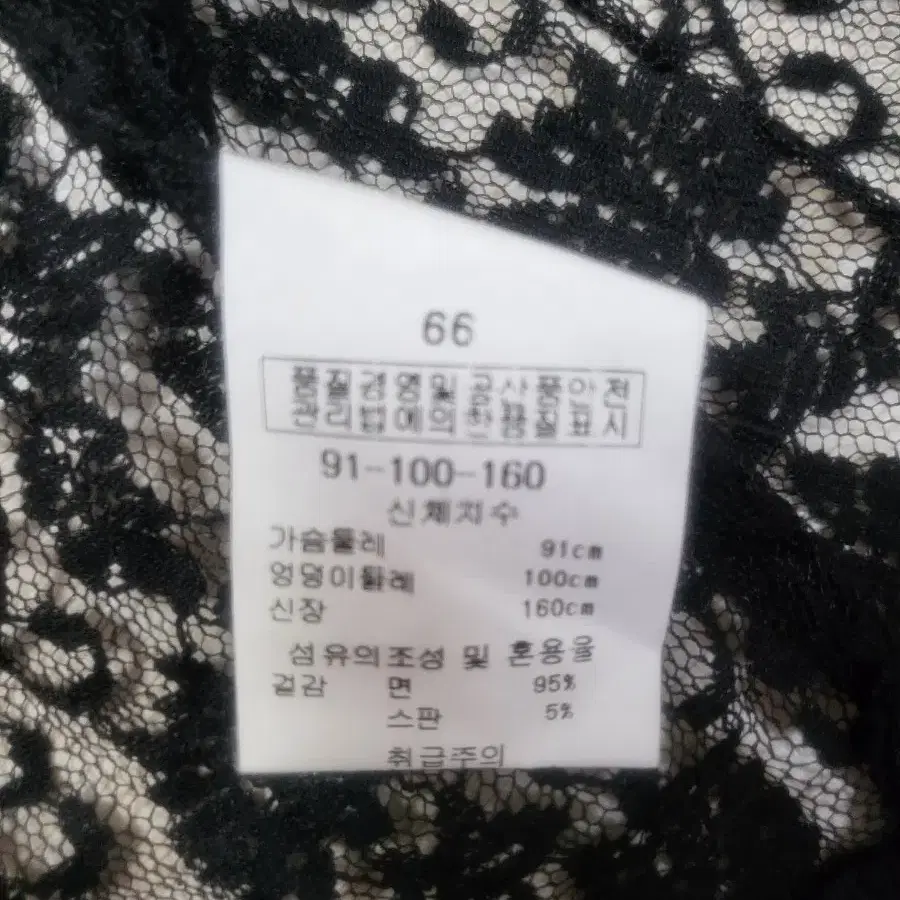 66
품질경영및공산품안전
관리법에의한품질표시
91-100-160
신체치수
가슴둘레 91cm
엉덩이둘레 100cm
신장 160cm
섬유의조성 및 혼용율
겉감 면 95%
스판 5%
취급주의